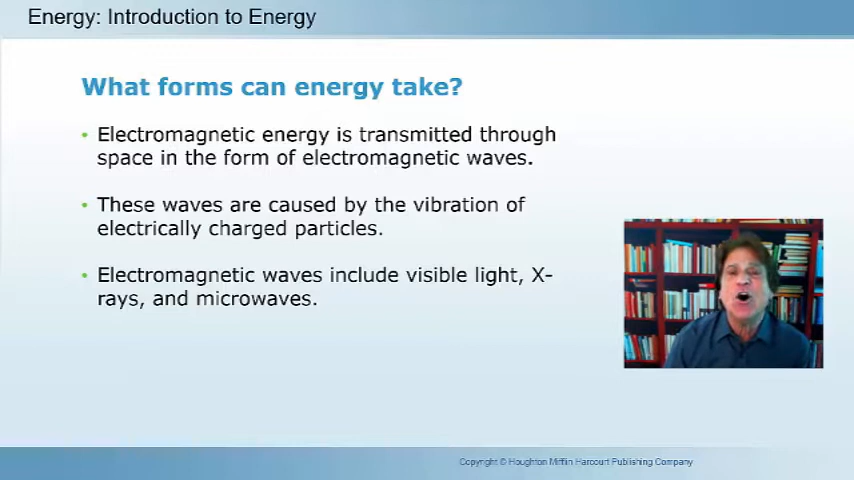 Energy: Introduction to Energy
What forms can energy take?
• Electromagnetic energy is transmitted through
space in the form of electromagnetic waves.
• These waves are caused by the vibration of
electrically charged particles.
• Electromagnetic waves include visible light, X-
rays, and microwaves.
Copyright © Houghton Mifflin Harcourt Publishing Company